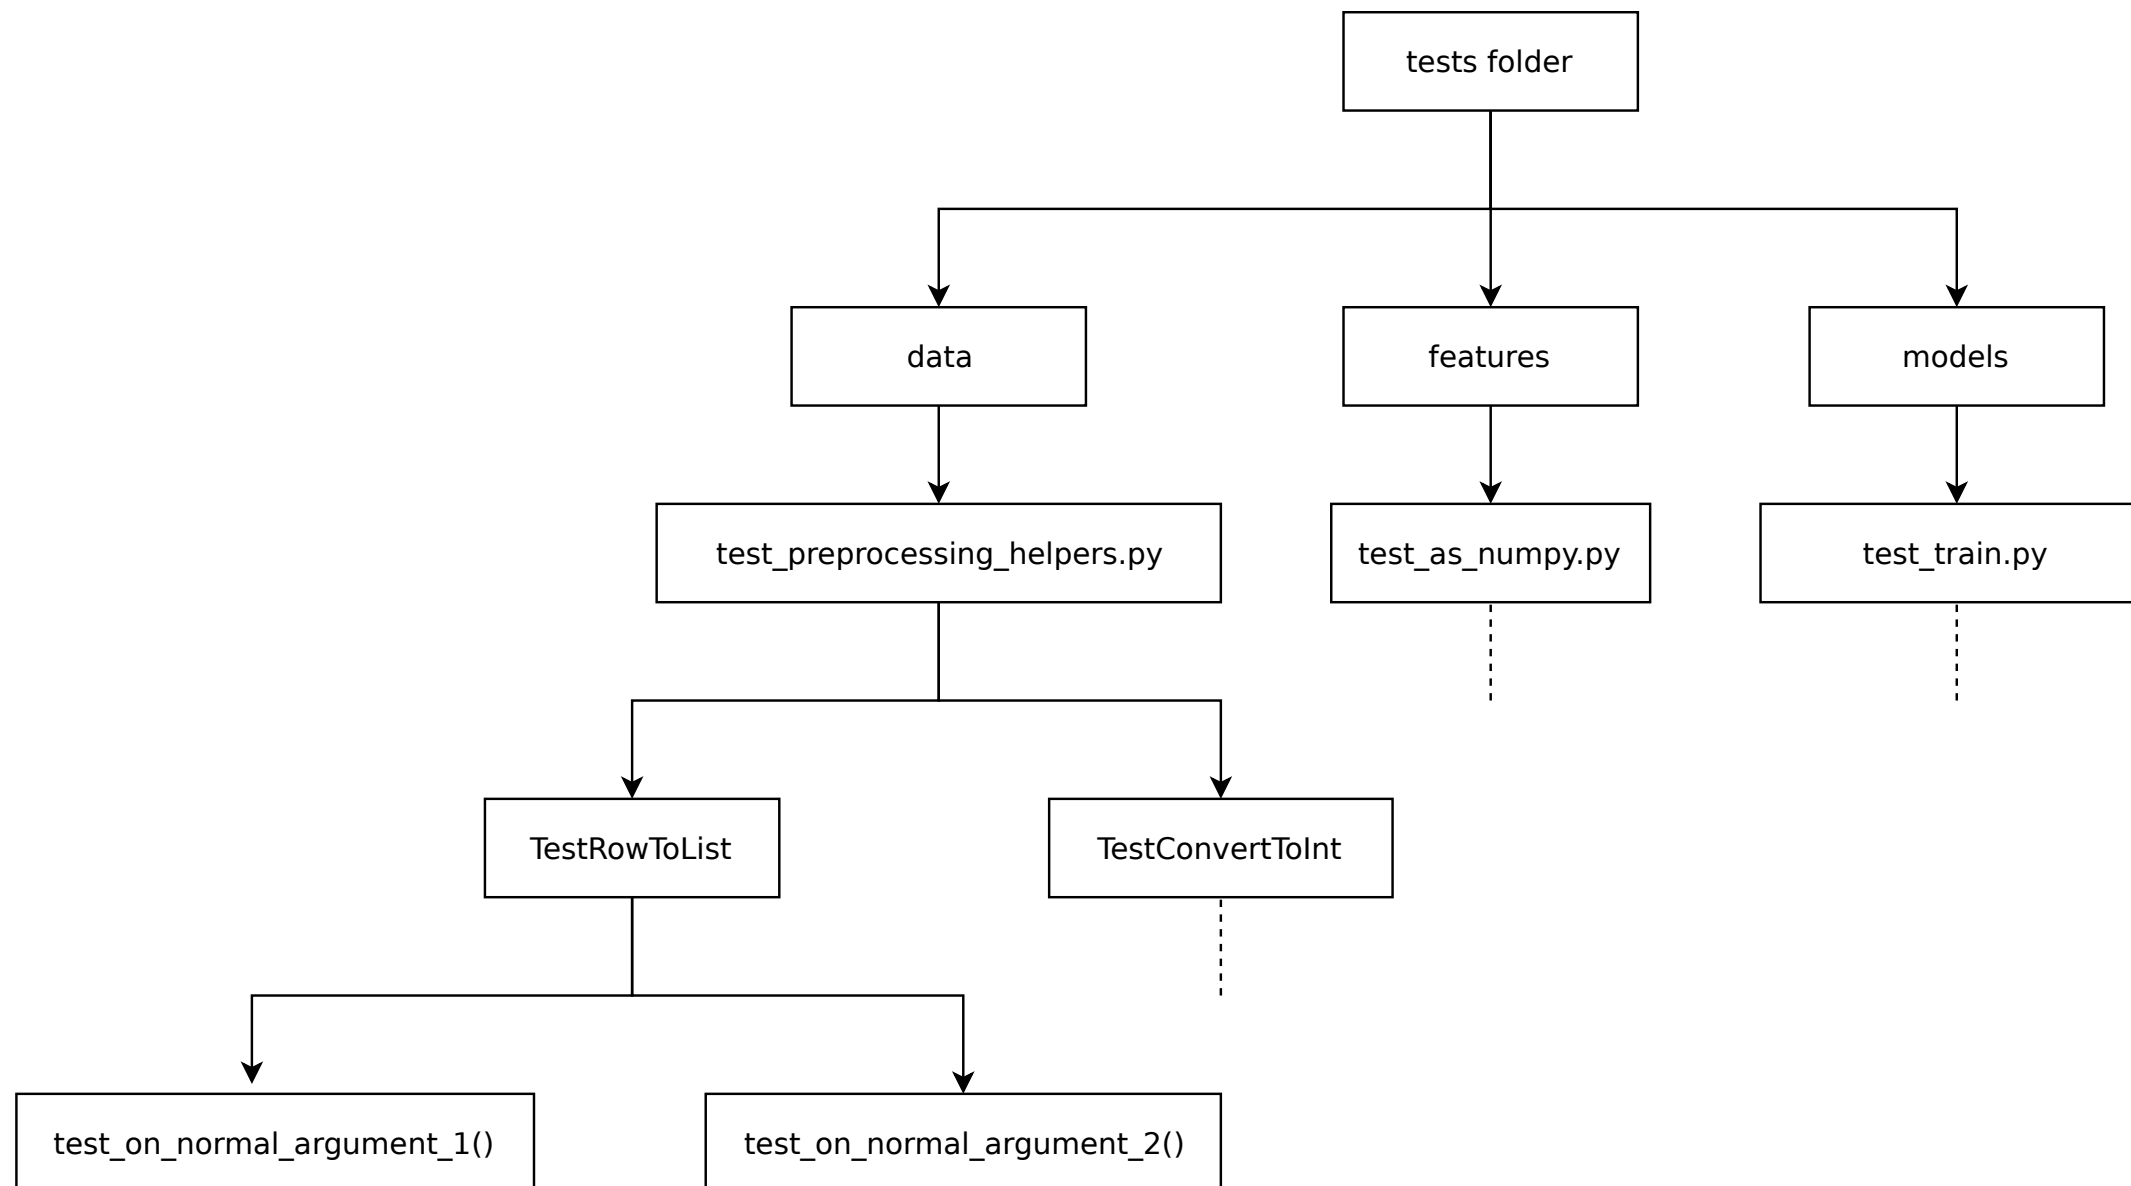 tests folder
data
features
models
test_preprocessing_helpers.py
test_as_numpy.py
test_train.py
TestRowToList
TestConvertToInt
test_on_normal_argument_1()
test_on_normal_argument_2()